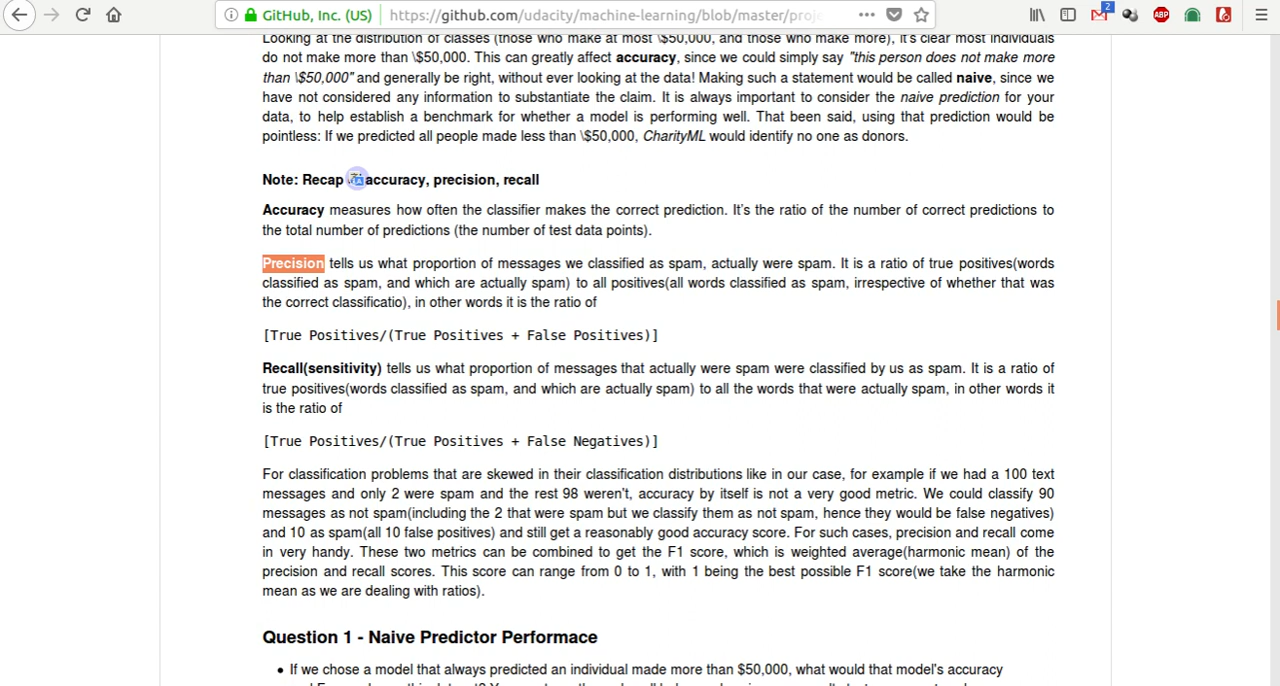 GitHub, Inc. (US) https://github.com/udacity/machine-learning/blob/master/proje
2
ABP
Looking at the distribution of classes (those who make at most \$50,000, and those who make more), it's clear most individuals
do not make more than \$50,000. This can greatly affect accuracy, since we could simply say "this person does not make more
than \$50,000" and generally be right, without ever looking at the data! Making such a statement would be called naive, since we
have not considered any information to substantiate the claim. It is always important to consider the naive prediction for your
data, to help establish a benchmark for whether a model is performing well. That been said, using that prediction would be
pointless: If we predicted all people made less than \$50,000, CharityML would identify no one as donors.
Note: Recap accuracy, precision, recall
Accuracy measures how often the classifier makes the correct prediction. It's the ratio of the number of correct predictions to
the total number of predictions (the number of test data points).
Precision tells us what proportion of messages we classified as spam, actually were spam. It is a ratio of true positives(words
classified as spam, and which are actually spam) to all positives(all words classified as spam, irrespective of whether that was
the correct classificatio), in other words it is the ratio of
[True Positives/(True Positives + False Positives)]
Recall(sensitivity) tells us what proportion of messages that actually were spam were classified by us as spam. It is a ratio of
true positives(words classified as spam, and which are actually spam) to all the words that were actually spam, in other words it
is the ratio of
[True Positives/(True Positives + False Negatives)]
For classification problems that are skewed in their classification distributions like in our case, for example if we had a 100 text
messages and only 2 were spam and the rest 98 weren't, accuracy by itself is not a very good metric. We could classify 90
messages as not spam(including the 2 that were spam but we classify them as not spam, hence they would be false negatives)
and 10 as spam(all 10 false positives) and still get a reasonably good accuracy score. For such cases, precision and recall come
in very handy. These two metrics can be combined to get the F1 score, which is weighted average(harmonic mean) of the
precision and recall scores. This score can range from 0 to 1, with 1 being the best possible F1 score(we take the harmonic
mean as we are dealing with ratios).
Question 1 - Naive Predictor Performace
• If we chose a model that always predicted an individual made more than $50,000, what would that model's accuracy